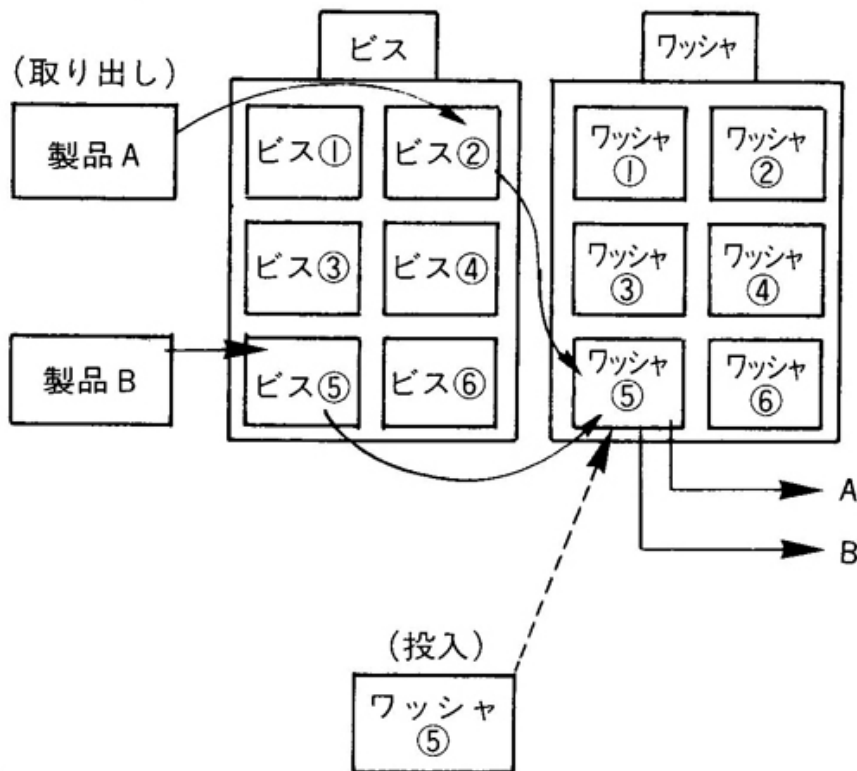 ビス
ワッシャ
(取り出し)
製品A
ビス①
ビス②
ワッシャ
①
ワッシャ
②
ビス③
ビス④
ワッシャ
③
ワッシャ
④
製品B
ビス⑤
ビス⑥
ワッシャ
⑤
ワッシャ
⑥
A
B
(投入)
ワッシャ
⑤